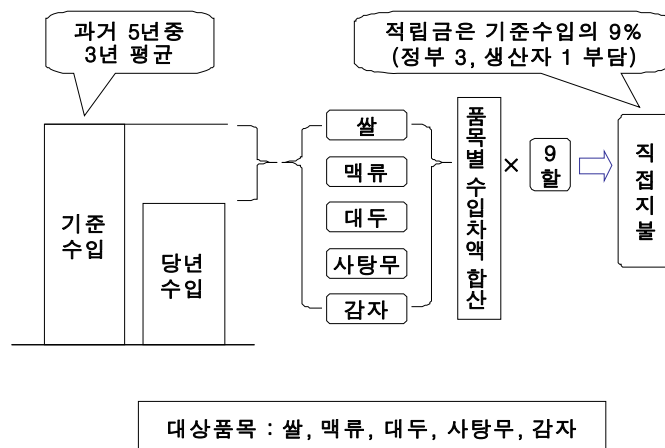 과거 5년중
3년 평균
적립금은 기준수입의 9%
(정부 3, 생산자 1 부담)
기준
수입
당년
수입
쌀
맥류
대두
사탕무
감자
품목별 수입차액 합산
×
9
할
직접지불
대상품목 : 쌀, 맥류, 대두, 사탕무, 감자